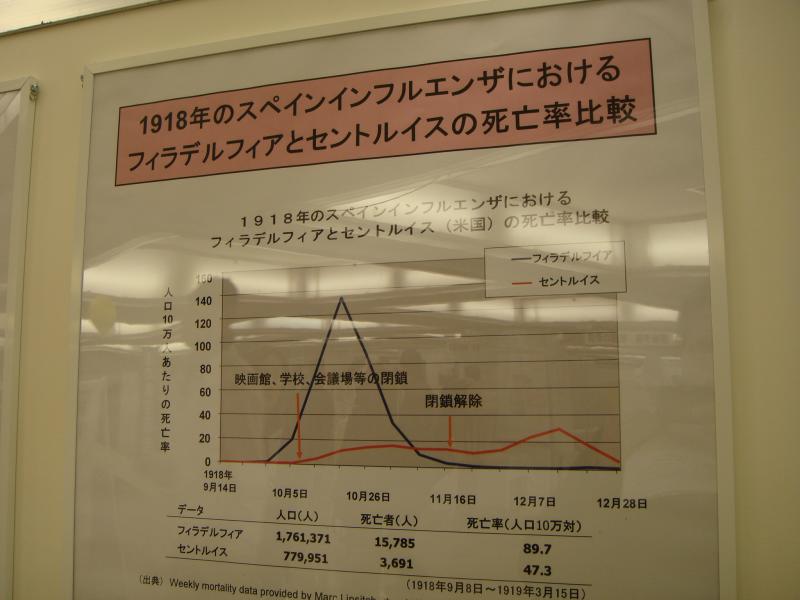 1918年のスペインインフルエンザにおける
フィラデルフィアとセントルイスの死亡率比較
1918年のスペインインフルエンザにおける
フィラデルフィアとセントルイス（米国）の死亡率比較
フィラデルフィア
セントルイス
人口10万人あたりの死亡率
160
140
120
100
80
60
40
20
0
映画館、学校、会議場等の閉鎖
閉鎖解除
1918年
9月14日
10月5日
10月26日
11月16日
12月7日
12月28日
データ 人口(人) 死亡者(人) 死亡率(人口10万対)
フィラデルフィア 1,761,371 15,785 89.7
セントルイス 779,951 3,691 47.3
(1918年9月8日～1919年3月15日)
(出典) Weekly mortality data provided by Marc Lipsitch